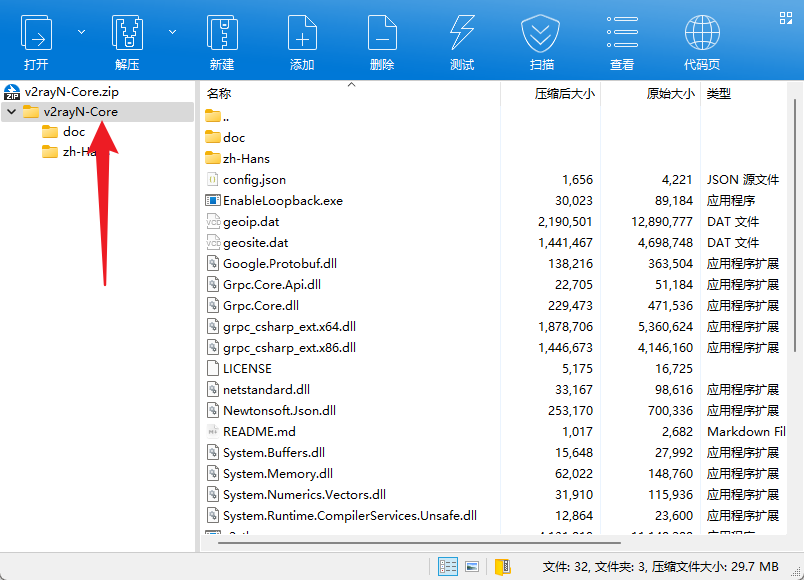 打开 解压 新建 添加 删除 测试 扫描 查看 代码页
v2rayN-Core.zip
v2rayN-Core
doc
名称 压缩后大小 原始大小 类型
..
doc
zh-Hans
config.json 1,656 4,221 JSON 源文件
EnableLoopback.exe 30,023 89,184 应用程序
geoip.dat 2,190,501 12,890,777 DAT 文件
geosite.dat 1,441,467 4,698,748 DAT 文件
Google.Protobuf.dll 138,216 363,504 应用程序扩展
Grpc.Core.Api.dll 22,705 51,184 应用程序扩展
Grpc.Core.dll 229,473 471,536 应用程序扩展
grpc_csharp_ext.x64.dll 1,878,706 5,360,624 应用程序扩展
grpc_csharp_ext.x86.dll 1,446,673 4,146,160 应用程序扩展
LICENSE 5,175 16,725
netstandard.dll 33,167 98,616 应用程序扩展
Newtonsoft.Json.dll 253,170 700,336 应用程序扩展
README.md 1,017 2,682 Markdown Fil
System.Buffers.dll 15,648 27,992 应用程序扩展
System.Memory.dll 62,022 148,760 应用程序扩展
System.Numerics.Vectors.dll 31,910 115,936 应用程序扩展
System.Runtime.CompilerServices.Unsafe.dll 12,864 23,600 应用程序扩展
文件: 32, 文件夹: 3, 压缩文件大小: 29.7 MB